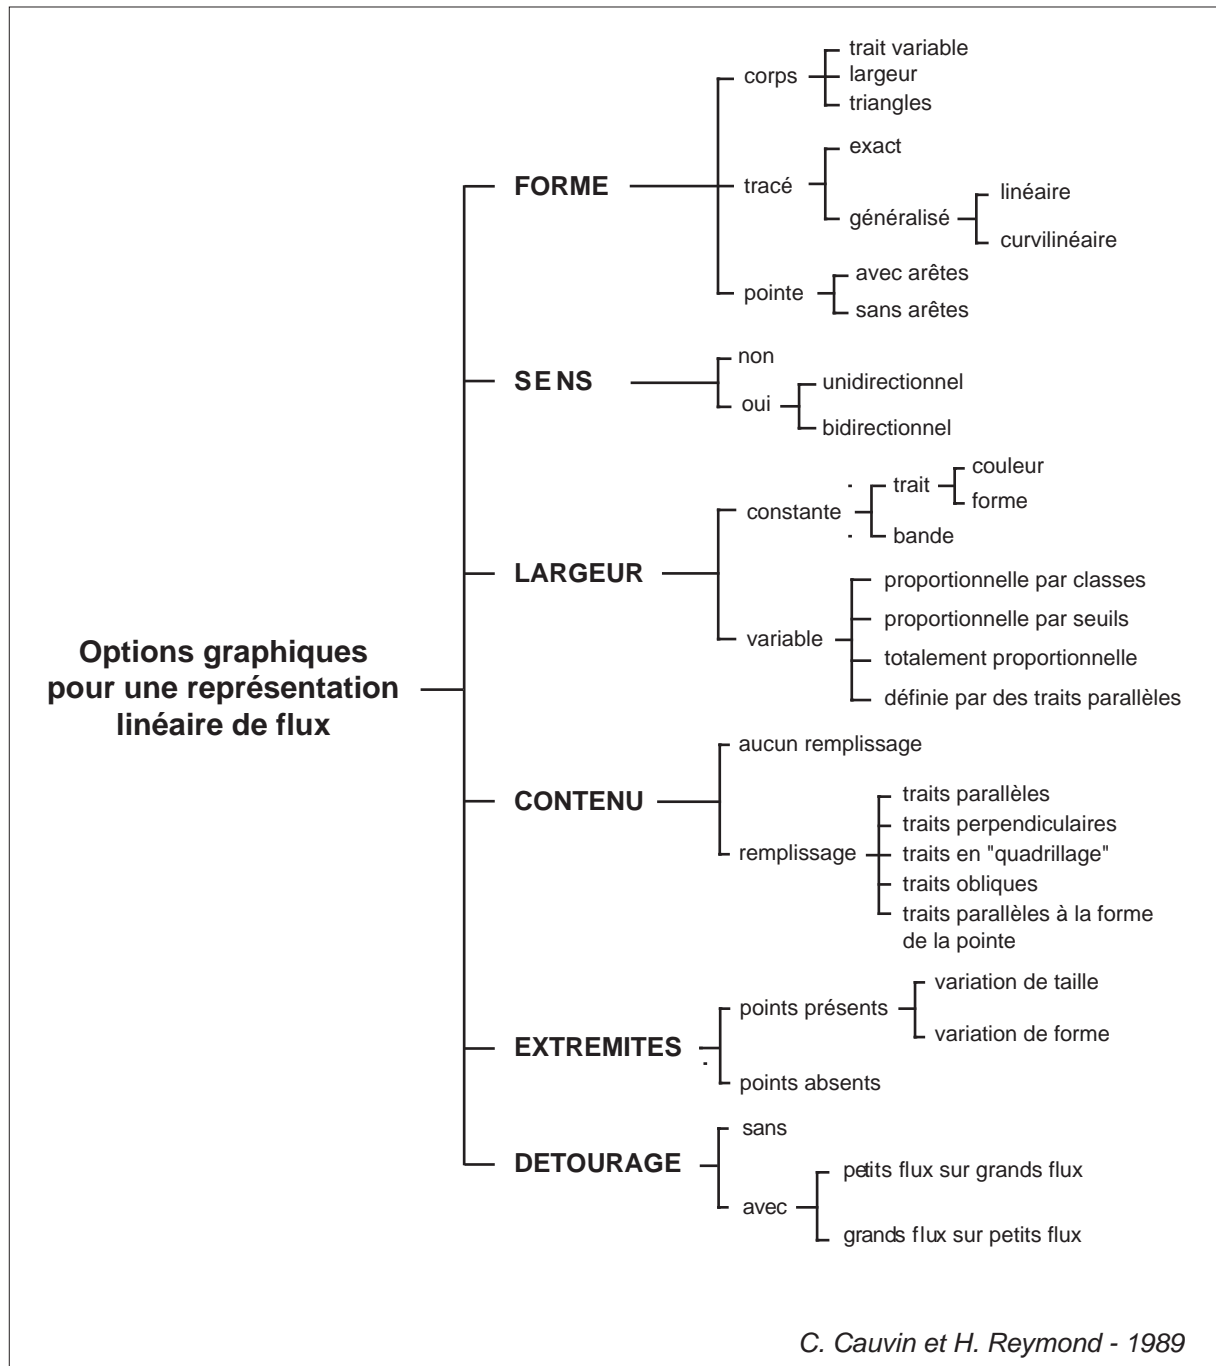 Options graphiques
pour une représentation
linéaire de flux
FORME
corps
trait variable
largeur
triangles
tracé
exact
généralisé
linéaire
curvilinéaire
pointe
avec arêtes
sans arêtes
SENS
non
oui
unidirectionnel
bidirectionnel
LARGEUR
constante
trait
couleur
forme
bande
variable
proportionnelle par classes
proportionnelle par seuils
totalement proportionnelle
définie par des traits parallèles
CONTENU
aucun remplissage
remplissage
traits parallèles
traits perpendiculaires
traits en "quadrillage"
traits obliques
traits parallèles à la forme
de la pointe
EXTREMITES
points présents
variation de taille
variation de forme
points absents
DETOURAGE
sans
avec
petits flux sur grands flux
grands flux sur petits flux
C. Cauvin et H. Reymond - 1989